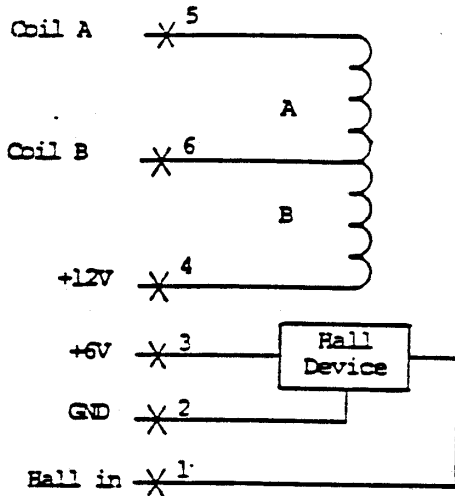 Coil A 5
A
Coil B 6
B
+12V 4
+6V 3
Hall
Device
GND 2
Hall in 1